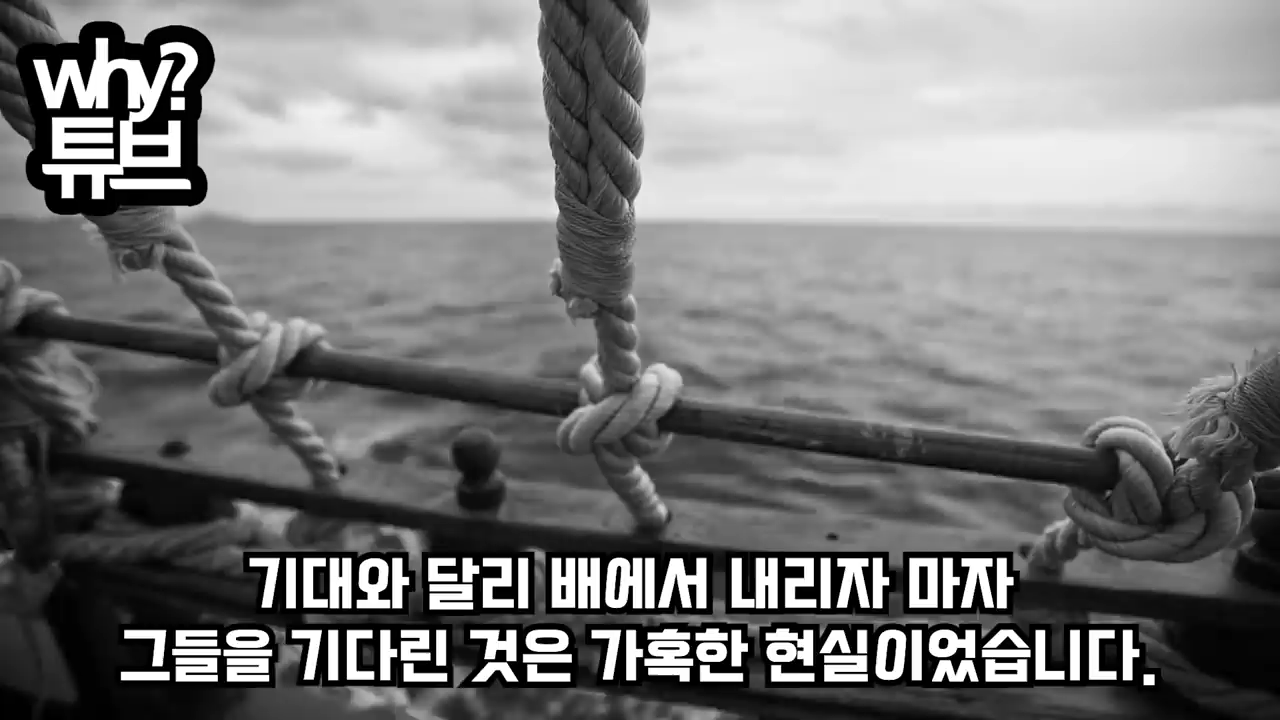 why?
튜브
기대와 달리 배에서 내리자 마자
그들을 기다린 것은 가혹한 현실이었습니다.